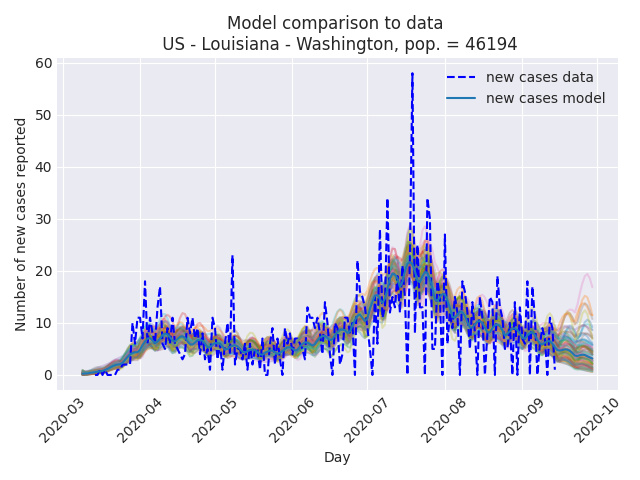 Model comparison to data
US - Louisiana - Washington, pop. = 46194
60
50
40
30
20
10
0
Number of new cases reported
new cases data
new cases model
2020-03
2020-04
2020-05
2020-06
2020-07
2020-08
2020-09
2020-10
Day